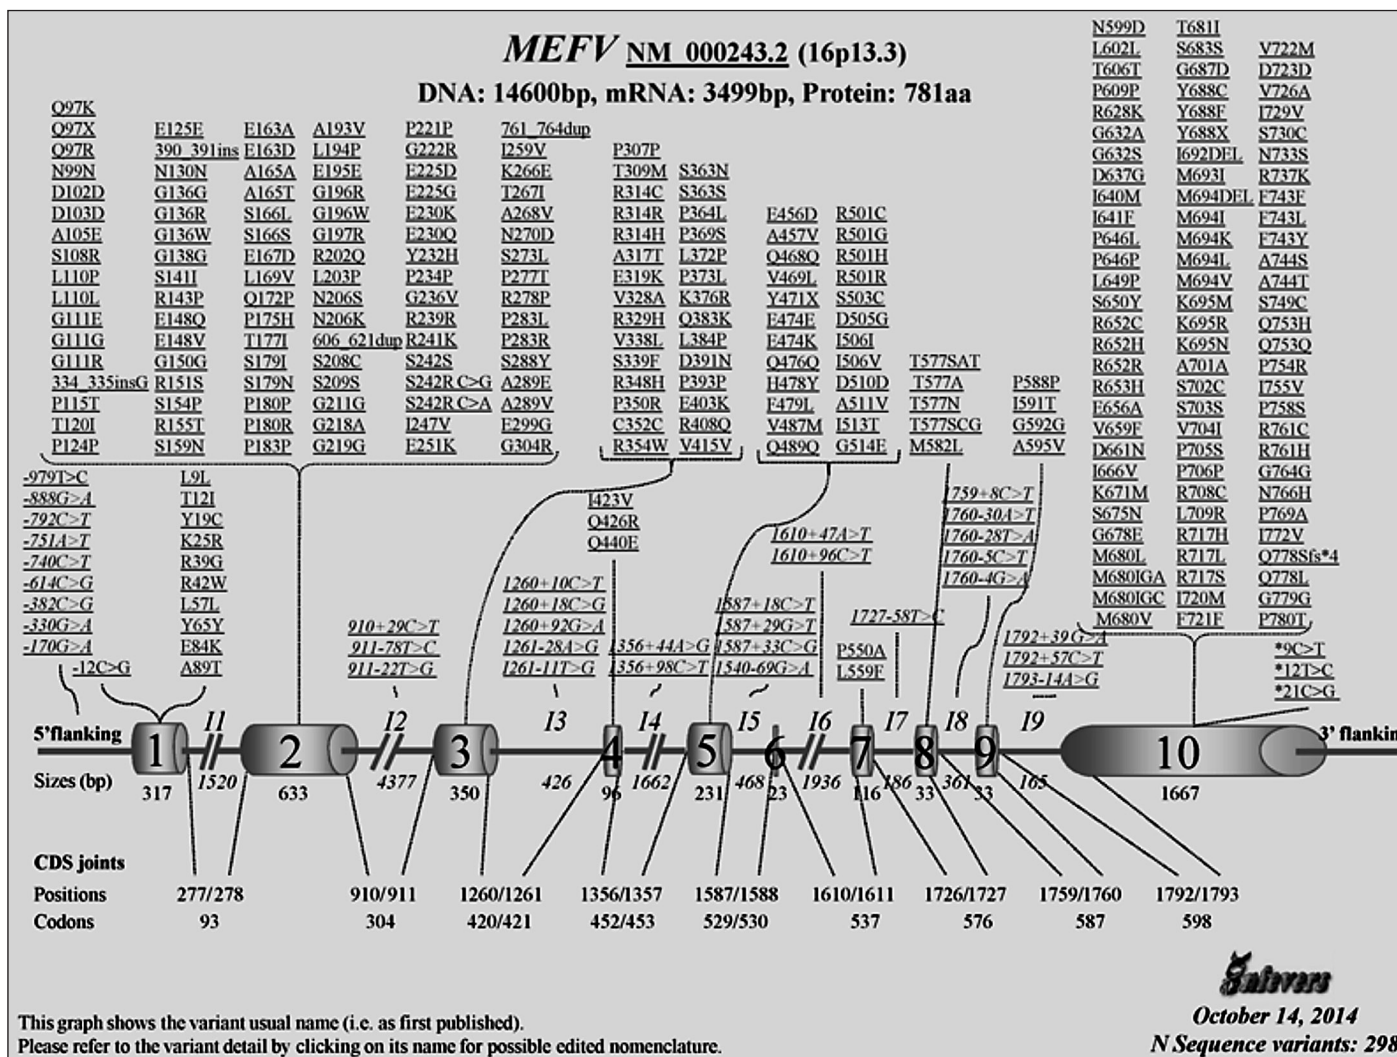 MEFV NM_000243.2 (16p13.3)
DNA: 14600bp, mRNA: 3499bp, Protein: 781aa
Q97K
Q97X
Q97R
N99N
D102D
D103D
A105E
S108R
L110P
L110L
G111E
G111G
G111R
334_335insG
P115T
T120I
P124P
E125E
390_391ins
N130N
G136G
G136R
G136W
G138G
S141I
R143P
E148Q
E148V
G150G
R151S
S154P
R155T
S159N
E163A
E163D
A165A
A165T
S166L
S166S
E167D
L169V
Q172P
P175H
T177I
S179I
S179N
P180P
P180R
P183P
A193V
L194P
E195E
G196R
G196W
G197R
R202Q
L203P
N206S
N206K
606_621dup
S208C
S209S
G211G
G218A
G219G
P221P
G222R
E225D
E225G
E230K
E230Q
Y232H
P234P
G236V
R239R
R241K
S242S
S242R C>G
S242R C>A
I247V
E251K
761_764dup
I259V
K266E
T267I
A268V
N270D
S273L
P277T
R278P
P283L
P283R
S288Y
A289E
A289V
E299G
G304R
P307P
T309M
R314C
R314R
R314H
A317T
E319K
V328A
R329H
V338L
S339F
R348H
P350R
C352C
R354W
S363N
S363S
P364L
P369S
L372P
P373L
K376R
Q383K
L384P
D391N
P393P
E403K
R408Q
V415V
E456D
A457V
Q468Q
V469L
Y471X
E474E
E474K
Q476Q
H478Y
F479L
V487M
Q489Q
R501C
R501G
R501H
R501R
S503C
D505G
I506I
I506V
D510D
A511V
I513T
G514E
T577SAT
T577A
T577N
T577SCG
M582L
P588P
I591T
G592G
A595V
N599D
L602L
T606T
P609P
R628K
G632A
G632S
D637G
I640M
I641F
P646L
P646P
L649P
S650Y
R652C
R652H
R652R
R653H
E656A
V659F
D661N
I666V
K671M
S675N
G678E
M680L
M680IGA
M680IGC
M680V
T681I
S683S
G687D
Y688C
Y688F
Y688X
I692DEL
M693I
M694DEL
M694I
M694K
M694L
M694V
K695M
K695R
K695N
A701A
S702C
S703S
V704I
P705S
P706P
R708C
L709R
R717H
R717L
R717S
I720M
F721F
V722M
D723D
V726A
I729V
S730C
N733S
R737K
F743F
F743L
F743Y
A744S
A744T
S749C
Q753H
Q753Q
P754R
I755V
P758S
R761C
R761H
G764G
N766H
P769A
I772V
Q778Sfs*4
Q778L
G779G
P780T
-979T>C
-888G>A
-792C>T
-751A>T
-740C>T
-614C>G
-382C>G
-330G>A
-170G>A
-12C>G
L9L
T12I
Y19C
K25R
R39G
R42W
L57L
Y65Y
E84K
A89T
910+29C>T
911-78T>C
911-22T>G
1260+10C>T
1260+18C>G
1260+92G>A
1261-28A>G
1261-11T>G
I423V
Q426R
Q440E
1356+44A>G
1356+98C>T
1587+18C>T
1587+29G>T
1587+33C>G
1540-69G>A
1610+47A>T
1610+96C>T
P550A
L559F
1727-58T>C
1759+8C>T
1760-30A>T
1760-28T>A
1760-5C>T
1760-4G>A
1792+39G>A
1792+57C>T
1793-14A>G
*9C>T
*12T>C
*21C>G
5'flanking 1 I1 2 I2 3 I3 4 I4 5 I5 6 I6 7 I7 8 I8 9 I9 10 3' flankin
Sizes (bp) 317 1520 633 4377 350 426 96 1662 231 468 23 1936 116 186 33 361 33 165 1667
CDS joints
Positions 277/278 910/911 1260/1261 1356/1357 1587/1588 1610/1611 1726/1727 1759/1760 1792/1793
Codons 93 304 420/421 452/453 529/530 537 576 587 598
Infevers
This graph shows the variant usual name (i.e. as first published).
October 14, 2014
Please refer to the variant detail by clicking on its name for possible edited nomenclature.
N Sequence variants: 298